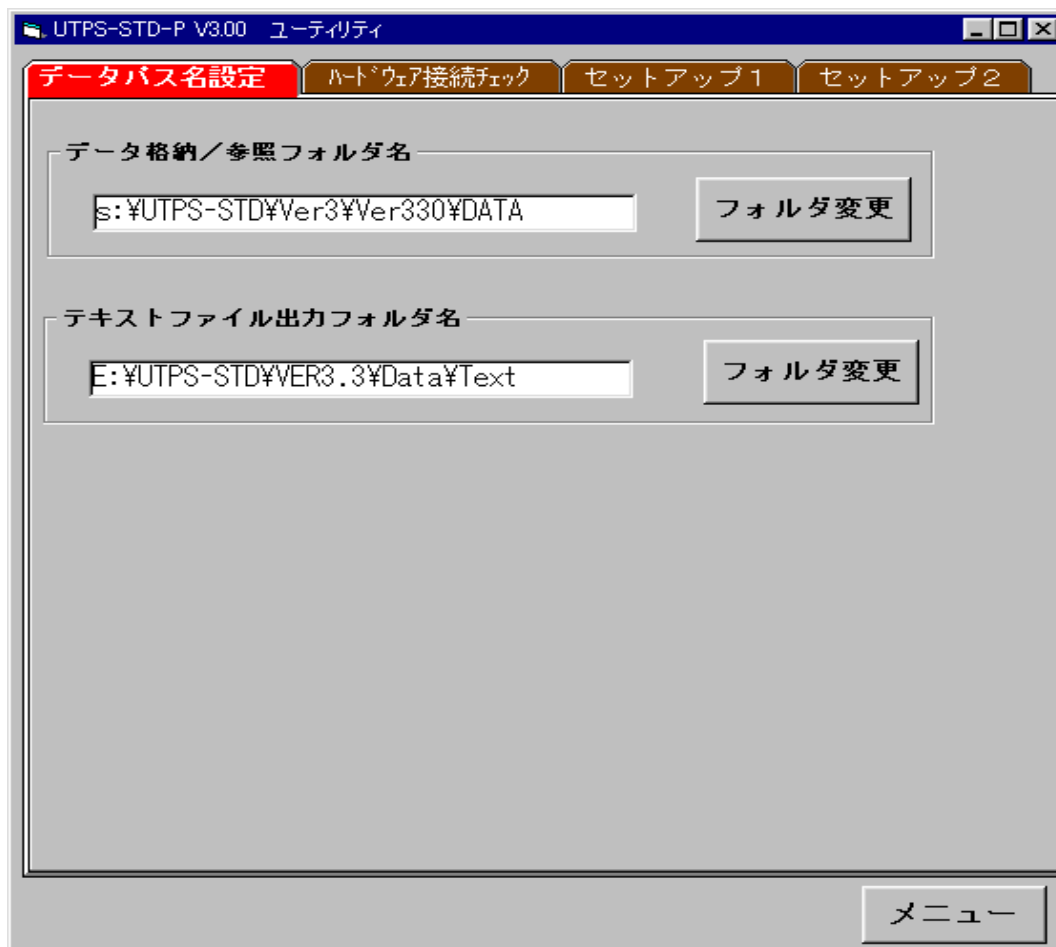 UTPS-STD-P V3.00 ユーティリティ
データパス名設定 ﾊｰﾄﾞｳｪｱ接続ﾁｪｯｸ セットアップ１ セットアップ２
データ格納／参照フォルダ名
s:¥UTPS-STD¥Ver3¥Ver330¥DATA フォルダ変更
テキストファイル出力フォルダ名
E:¥UTPS-STD¥VER3.3¥Data¥Text フォルダ変更
メニュー